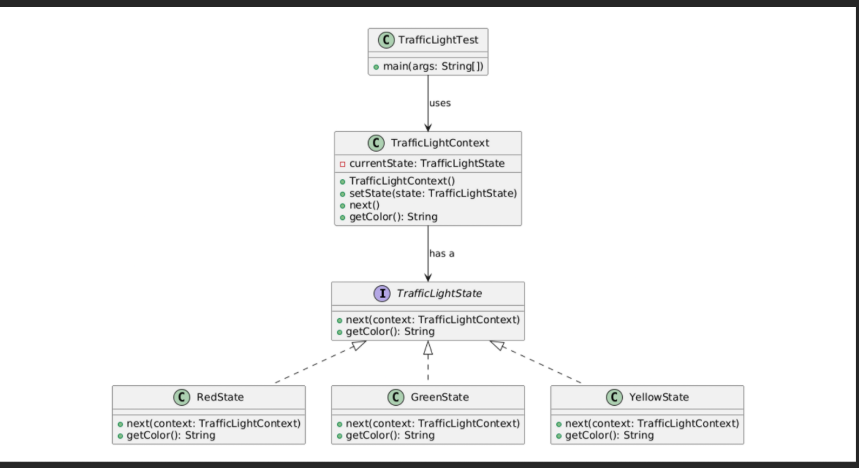 C TrafficLightTest
main(args: String[])
uses
C TrafficLightContext
currentState: TrafficLightState
TrafficLightContext()
setState(state: TrafficLightState)
next()
getColor(): String
has a
I TrafficLightState
next(context: TrafficLightContext)
getColor(): String
C RedState
next(context: TrafficLightContext)
getColor(): String
C GreenState
next(context: TrafficLightContext)
getColor(): String
C YellowState
next(context: TrafficLightContext)
getColor(): String